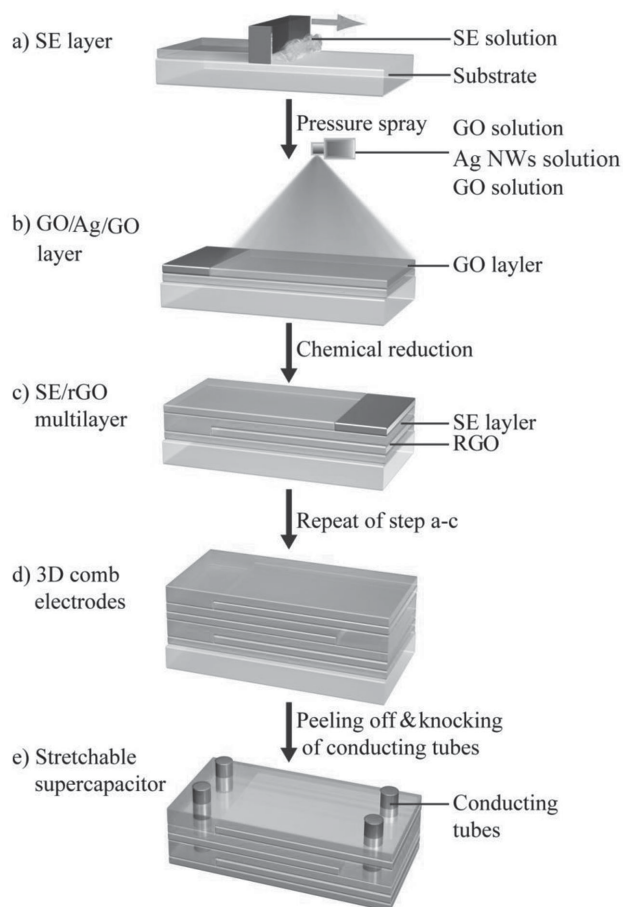 a) SE layer
SE solution
Substrate
Pressure spray
GO solution
Ag NWs solution
GO solution
b) GO/Ag/GO
layer
GO layler
Chemical reduction
c) SE/rGO
multilayer
SE layler
RGO
Repeat of step a-c
d) 3D comb
electrodes
Peeling off & knocking
of conducting tubes
e) Stretchable
supercapacitor
Conducting
tubes